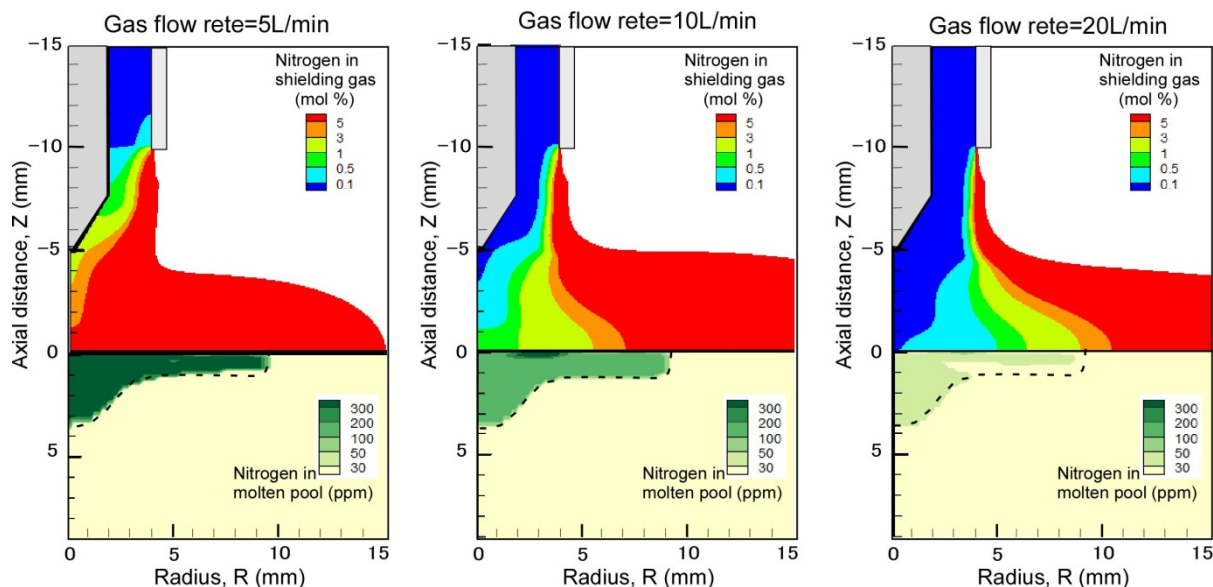 Gas flow rete=5L/min
−15
−10
−5
0
5
Axial distance, Z (mm)
Nitrogen in
shielding gas
(mol %)
5
3
1
0.5
0.1
300
200
100
50
30
Nitrogen in
molten pool (ppm)
0
5
10
15
Radius, R (mm)
Gas flow rete=10L/min
−15
−10
−5
0
5
Axial distance, Z (mm)
Nitrogen in
shielding gas
(mol %)
5
3
1
0.5
0.1
300
200
100
50
30
Nitrogen in
molten pool (ppm)
0
5
10
15
Radius, R (mm)
Gas flow rete=20L/min
−15
−10
−5
0
5
Axial distance, Z (mm)
Nitrogen in
shielding gas
(mol %)
5
3
1
0.5
0.1
300
200
100
50
30
Nitrogen in
molten pool (ppm)
0
5
10
15
Radius, R (mm)